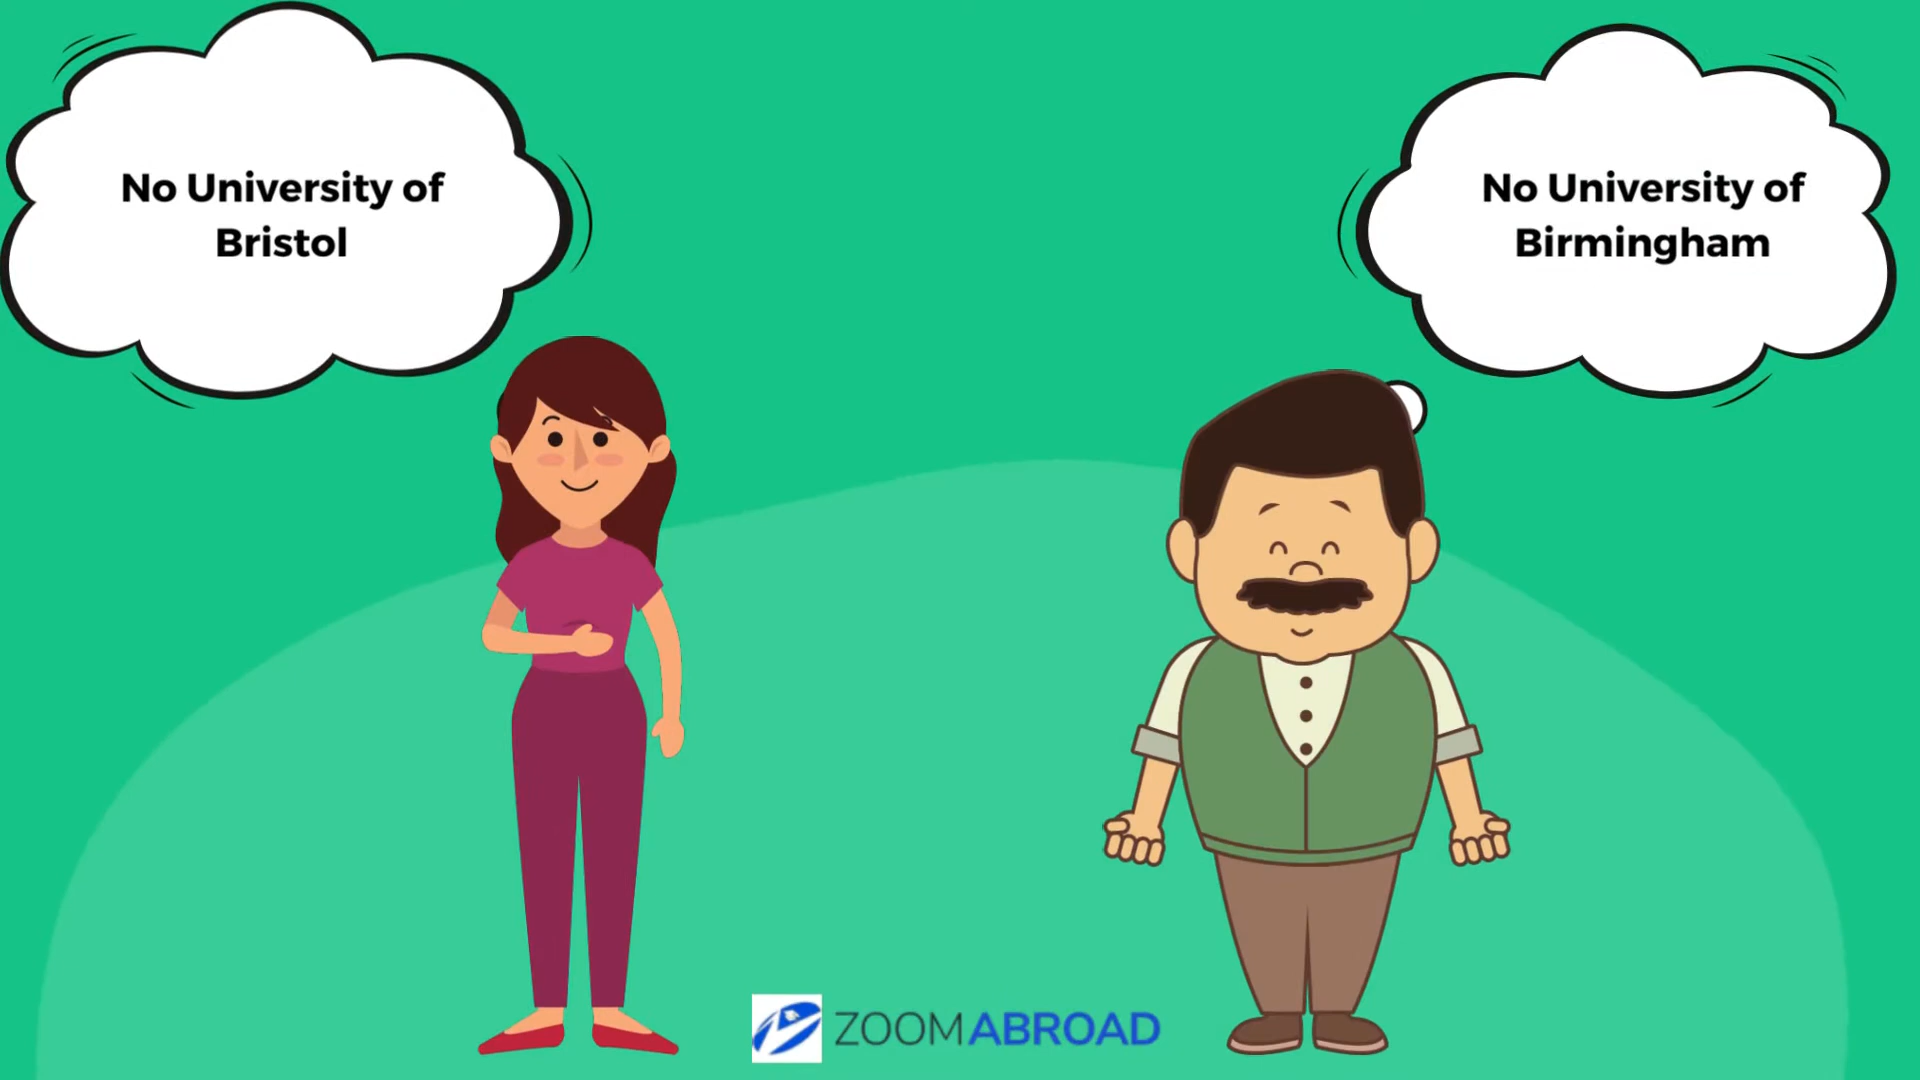 No University of
Bristol
No University of
Birmingham
ZOOMABROAD